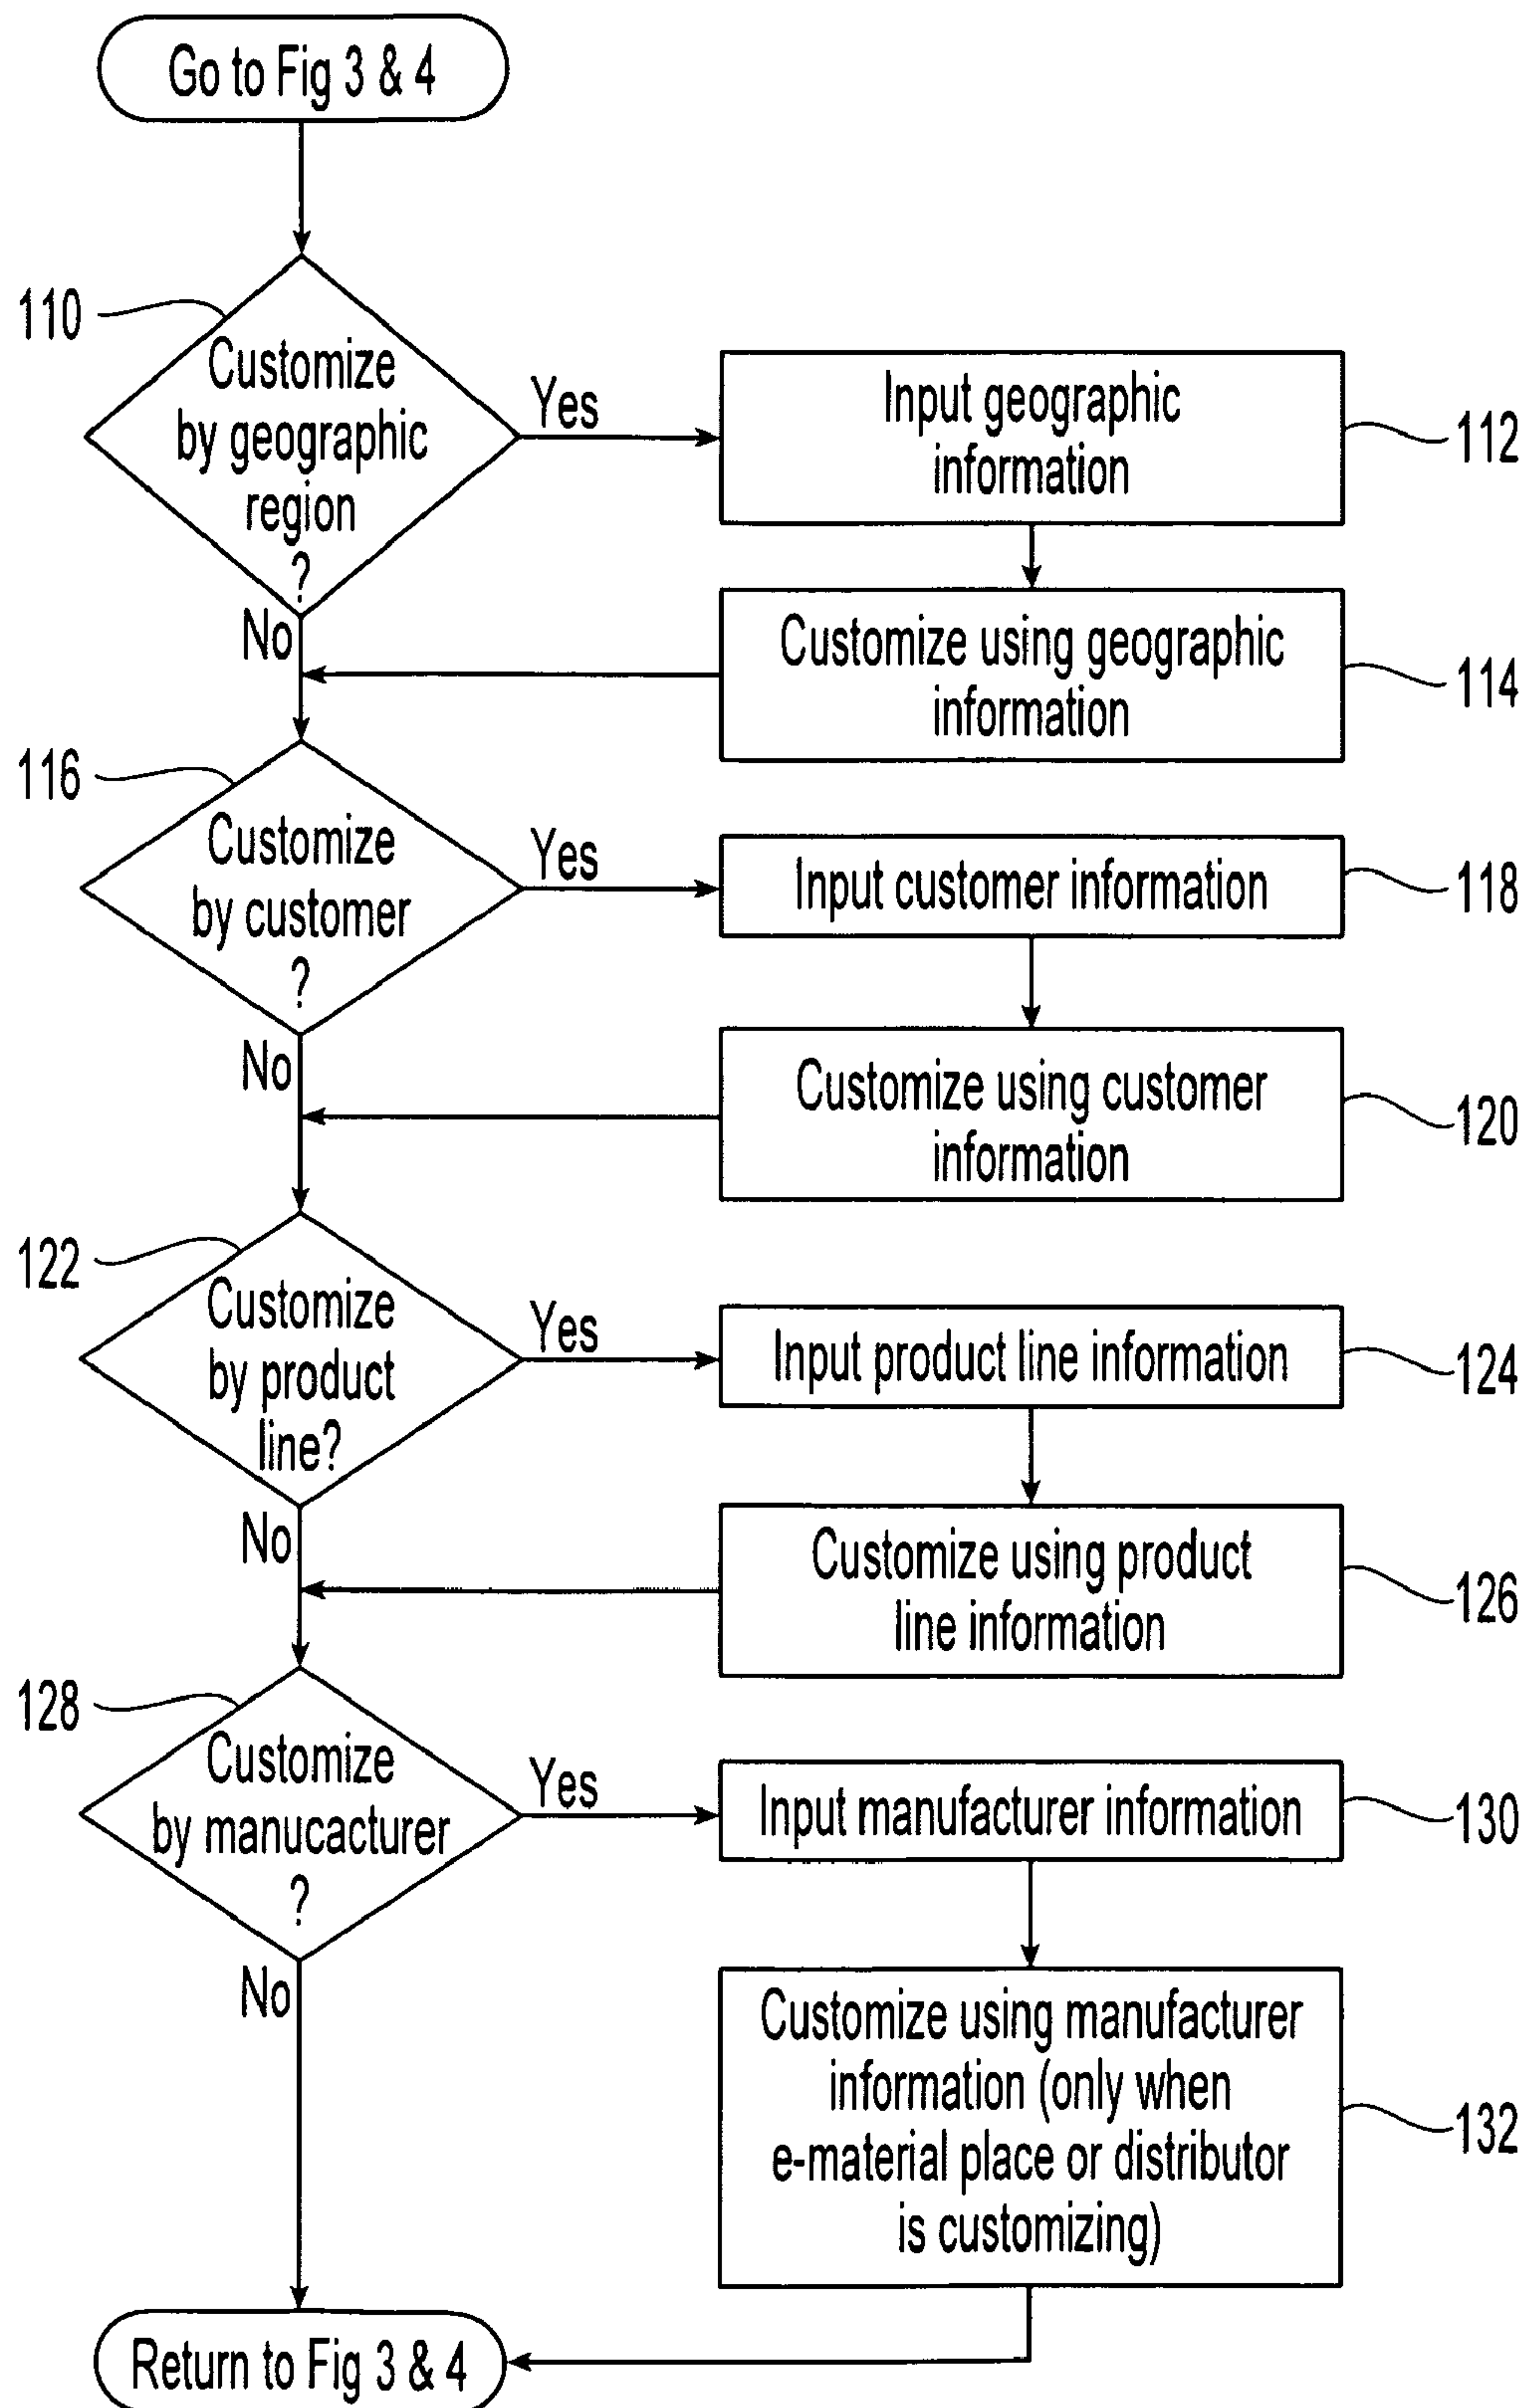 Go to Fig 3 & 4
110
Customize
by geographic
region
?
Yes
No
Input geographic
information
112
Customize using geographic
information
114
116
Customize
by customer
?
Yes
No
Input customer information
118
Customize using customer
information
120
122
Customize
by product
line?
Yes
No
Input product line information
124
Customize using product
line information
126
128
Customize
by manucacturer
?
Yes
No
Input manufacturer information
130
Customize using manufacturer
information (only when
e-material place or distributor
is customizing)
132
Return to Fig 3 & 4